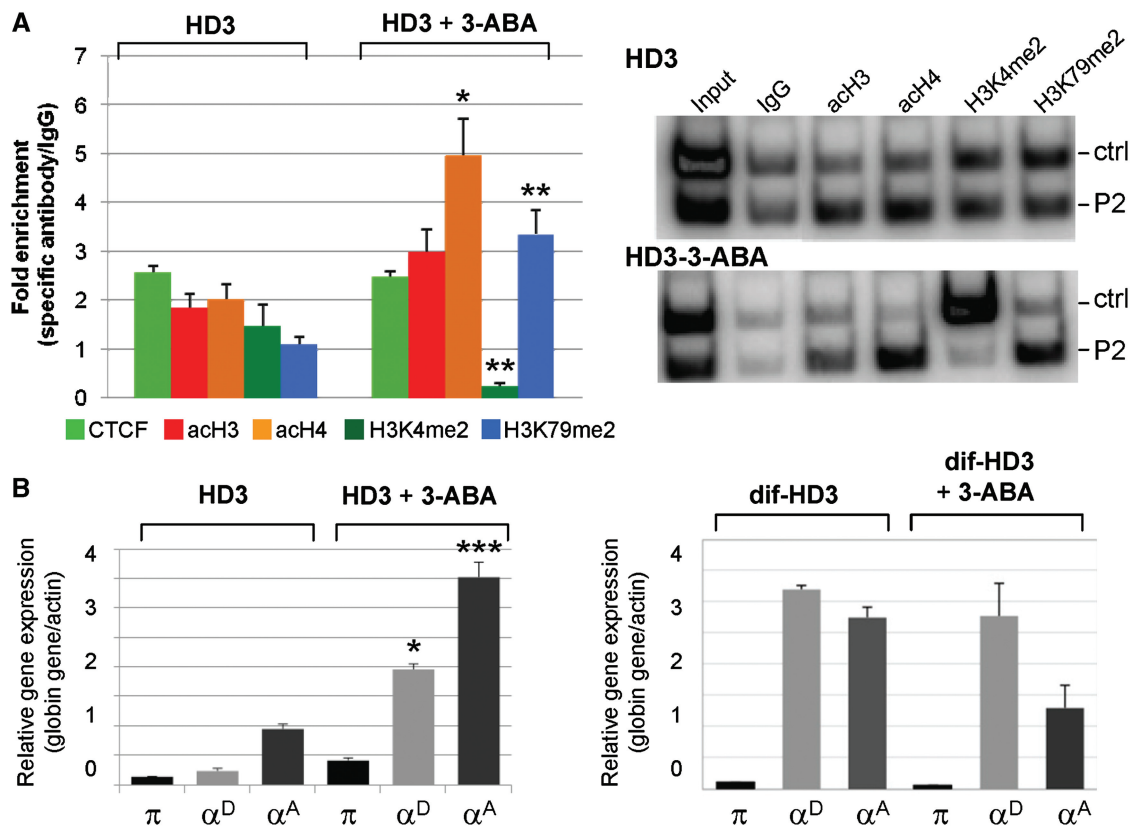 A
HD3
HD3 + 3-ABA
Fold enrichment
(specific antibody/IgG)
7
6
5
4
3
2
1
0
*
**
**
CTCF acH3 acH4 H3K4me2 H3K79me2
HD3
Input IgG acH3 acH4 H3K4me2 H3K79me2
ctrl
P2
HD3-3-ABA
ctrl
P2
B
HD3
HD3 + 3-ABA
Relative gene expression
(globin gene/actin)
4
3
2
1
0
*
***
π αD αA π αD αA
dif-HD3
dif-HD3
+ 3-ABA
Relative gene expression
(globin gene/actin)
4
3
2
1
0
π αD αA π αD αA